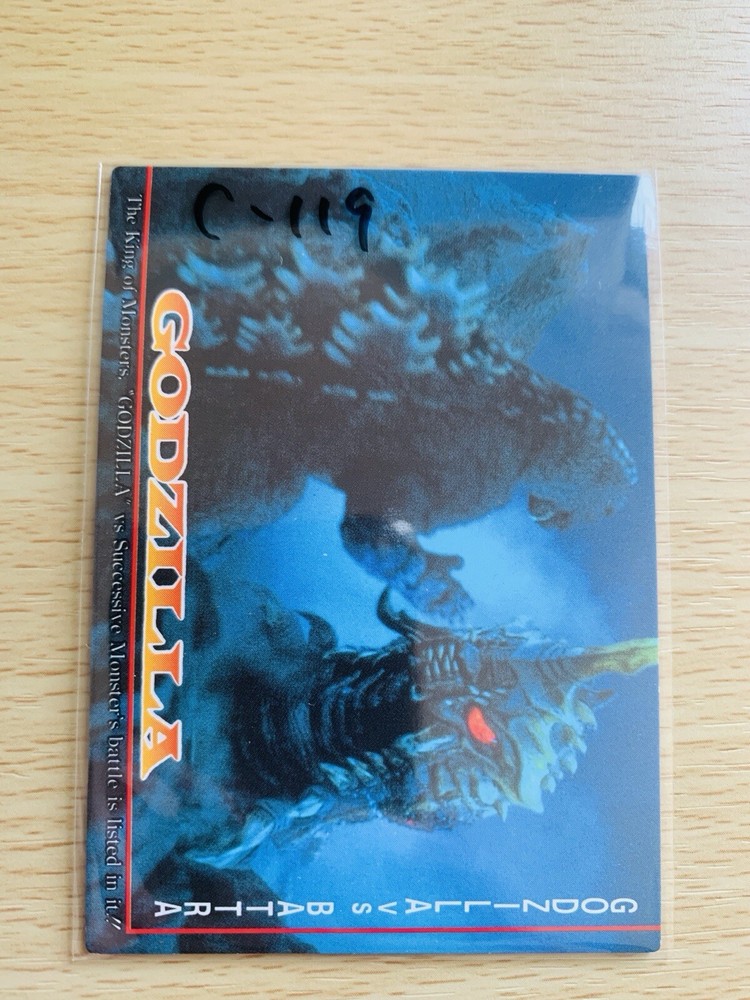 C-119
GODZILLA vs BATTRA
GODZILLA
The King of Monsters, "GODZILLA" vs Successive Monster's battle is listed in it!!